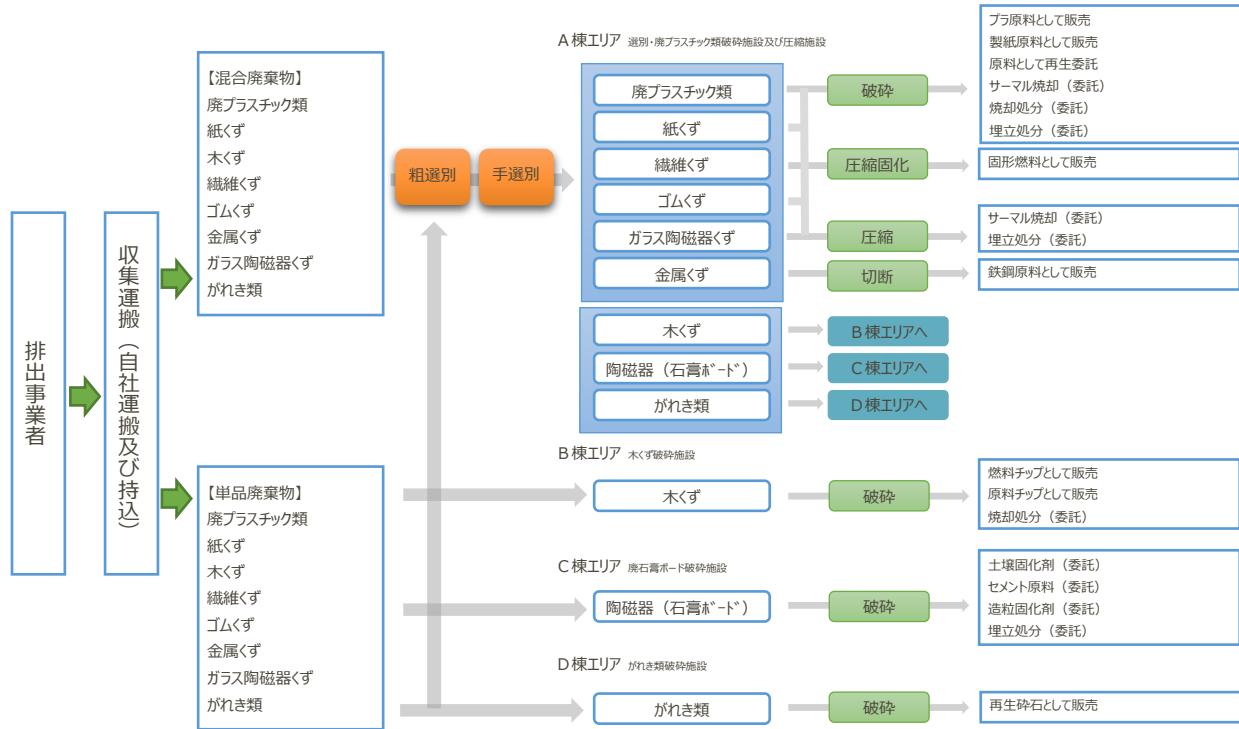 排出事業者
収集運搬（自社運搬及び持込）
【混合廃棄物】
廃プラスチック類
紙くず
木くず
繊維くず
ゴムくず
金属くず
ガラス陶磁器くず
がれき類
【単品廃棄物】
廃プラスチック類
紙くず
木くず
繊維くず
ゴムくず
金属くず
ガラス陶磁器くず
がれき類
粗選別
手選別
A棟エリア 選別・廃プラスチック類破砕施設及び圧縮施設
廃プラスチック類
紙くず
繊維くず
ゴムくず
ガラス陶磁器くず
金属くず
破砕
圧縮固化
圧縮
切断
プラ原料として販売
製紙原料として販売
原料として再生委託
サーマル焼却（委託）
焼却処分（委託）
埋立処分（委託）
固形燃料として販売
サーマル焼却（委託）
埋立処分（委託）
鉄鋼原料として販売
木くず
B棟エリアへ
陶磁器（石膏ﾎﾞｰﾄﾞ）
C棟エリアへ
がれき類
D棟エリアへ
B棟エリア 木くず破砕施設
木くず
破砕
燃料チップとして販売
原料チップとして販売
焼却処分（委託）
C棟エリア 廃石膏ボード破砕施設
陶磁器（石膏ﾎﾞｰﾄﾞ）
破砕
土壌固化剤（委託）
セメント原料（委託）
造粒固化剤（委託）
埋立処分（委託）
D棟エリア がれき類破砕施設
がれき類
破砕
再生砕石として販売